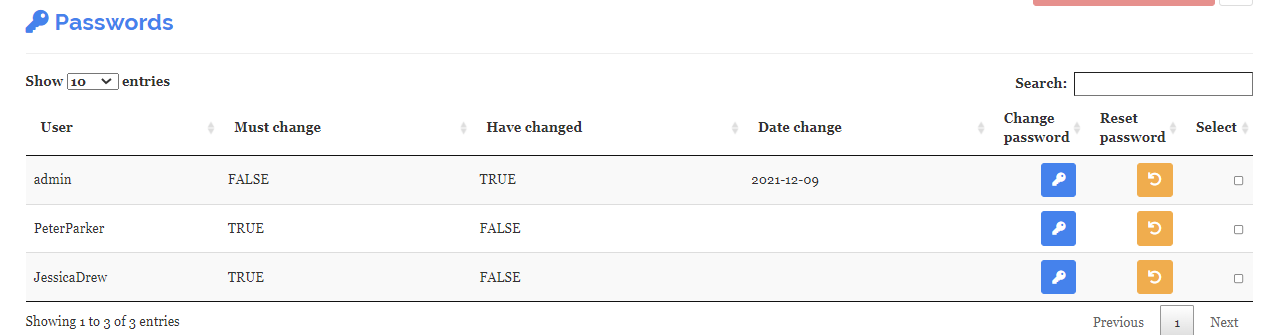 Passwords
Show 10 entries
Search:
User Must change Have changed Date change Change password Reset password Select
admin FALSE TRUE 2021-12-09
PeterParker TRUE FALSE
JessicaDrew TRUE FALSE
Showing 1 to 3 of 3 entries
Previous 1 Next